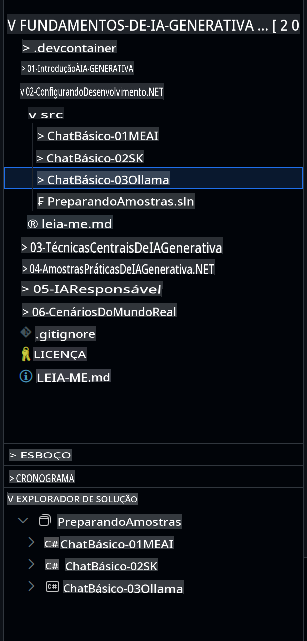 V FUNDAMENTOS-DE-IA-GENERATIVA ... [ 2 0
> .devcontainer
> 01-IntroduçãoÀIA-GENERATIVA
v 02-ConfigurandoDesenvolvimento.NET
v src
> ChatBásico-01MEAI
> ChatBásico-02SK
> ChatBásico-03Ollama
F PreparandoAmostras.sln
® leia-me.md
> 03-TécnicasCentraisDeIAGenerativa
> 04-AmostrasPráticasDeIAGenerativa.NET
> 05-IAResponsável
> 06-CenáriosDoMundoReal
.gitignore
LICENÇA
LEIA-ME.md
> ESBOÇO
> CRONOGRAMA
V EXPLORADOR DE SOLUÇÃO
PreparandoAmostras
C# ChatBásico-01MEAI
C# ChatBásico-02SK
C# ChatBásico-03Ollama